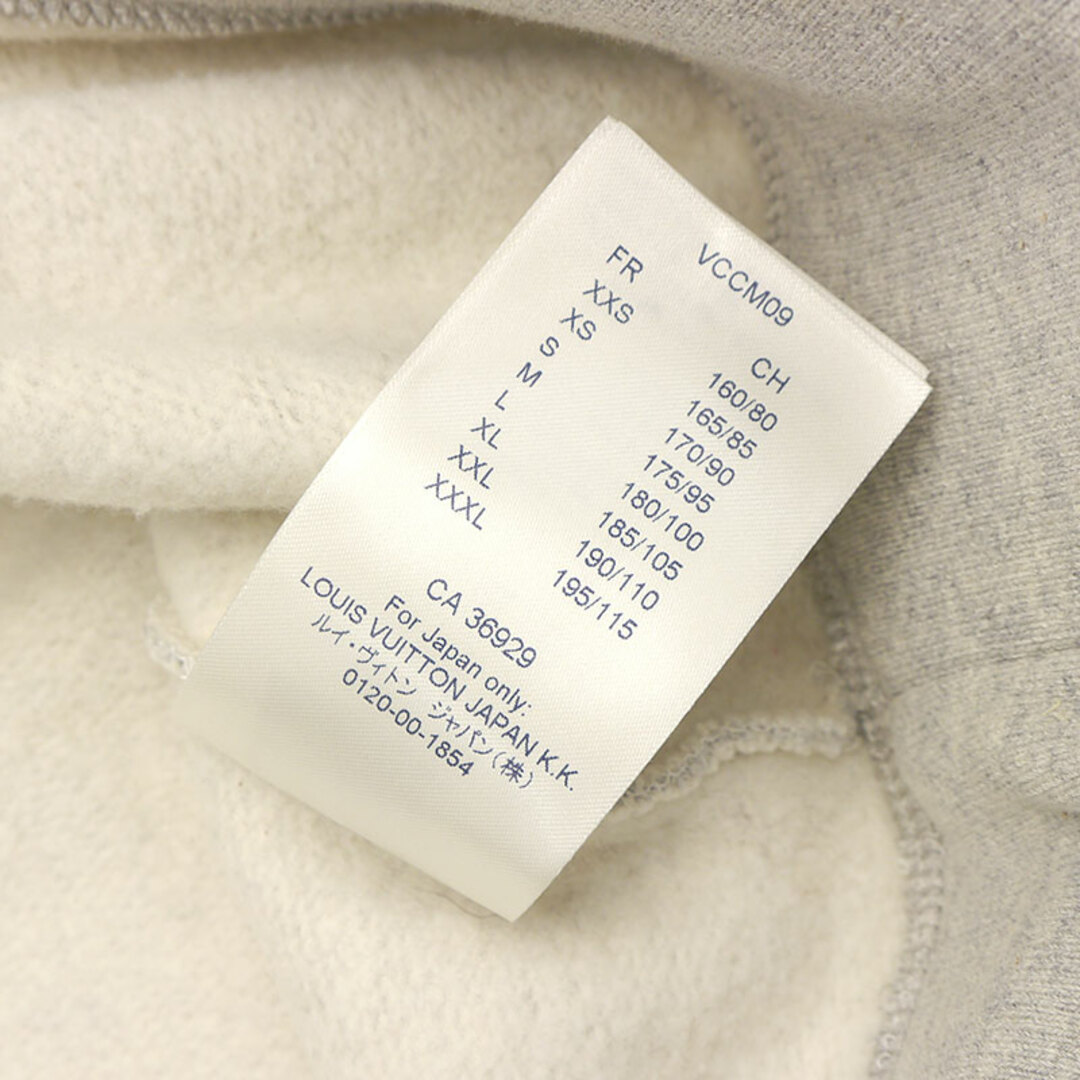 VCCM09
FR CH
XXS 160/80
XS 165/85
S 170/90
M 175/95
L 180/100
XL 185/105
XXL 190/110
XXXL 195/115
CA 36929
For Japan only:
LOUIS VUITTON JAPAN K.K.
ルイ・ヴィトン ジャパン(株)
0120-00-1854